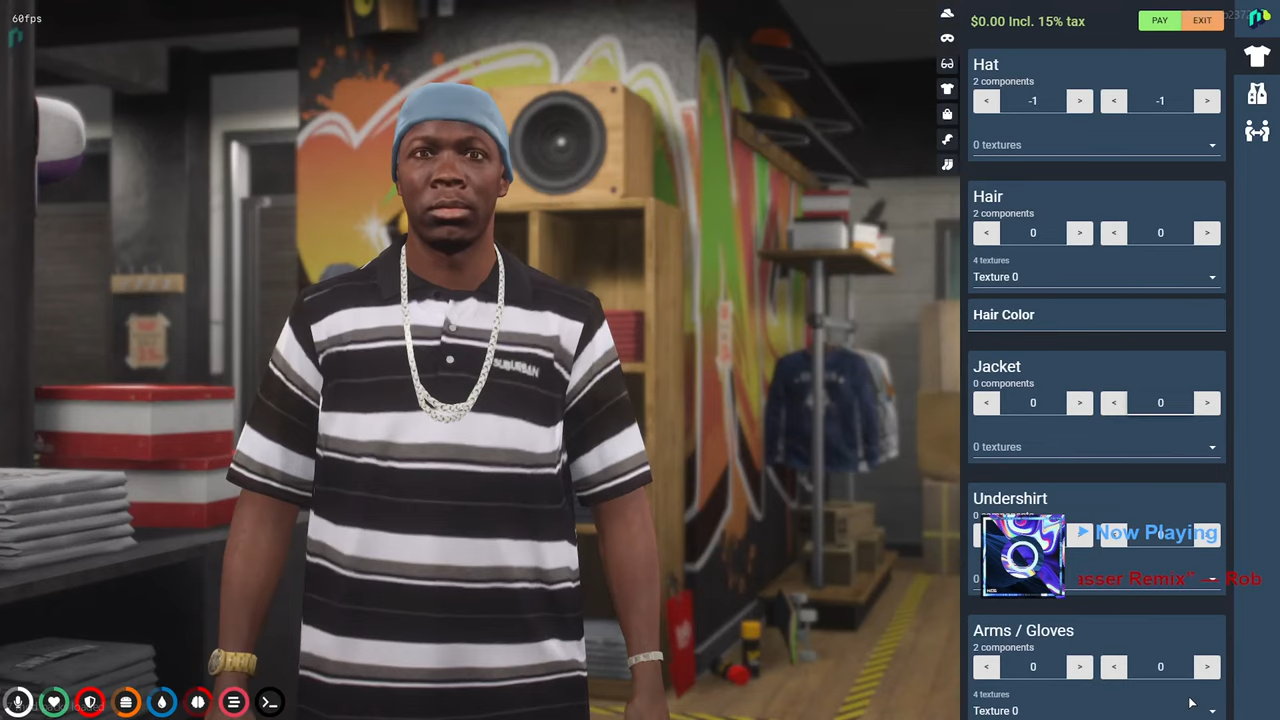 60fps
$0.00 Incl. 15% tax
PAY
EXIT
Hat
2 components
< -1 > < -1 >
0 textures
Hair
2 components
< 0 > < 0 >
4 textures
Texture 0
Hair Color
Jacket
0 components
< 0 > < 0 >
0 textures
SUBURBAN
Undershirt
Now Playing
asser Remix" — Rob
Arms / Gloves
2 components
< 0 > < 0 >
4 textures
Texture 0